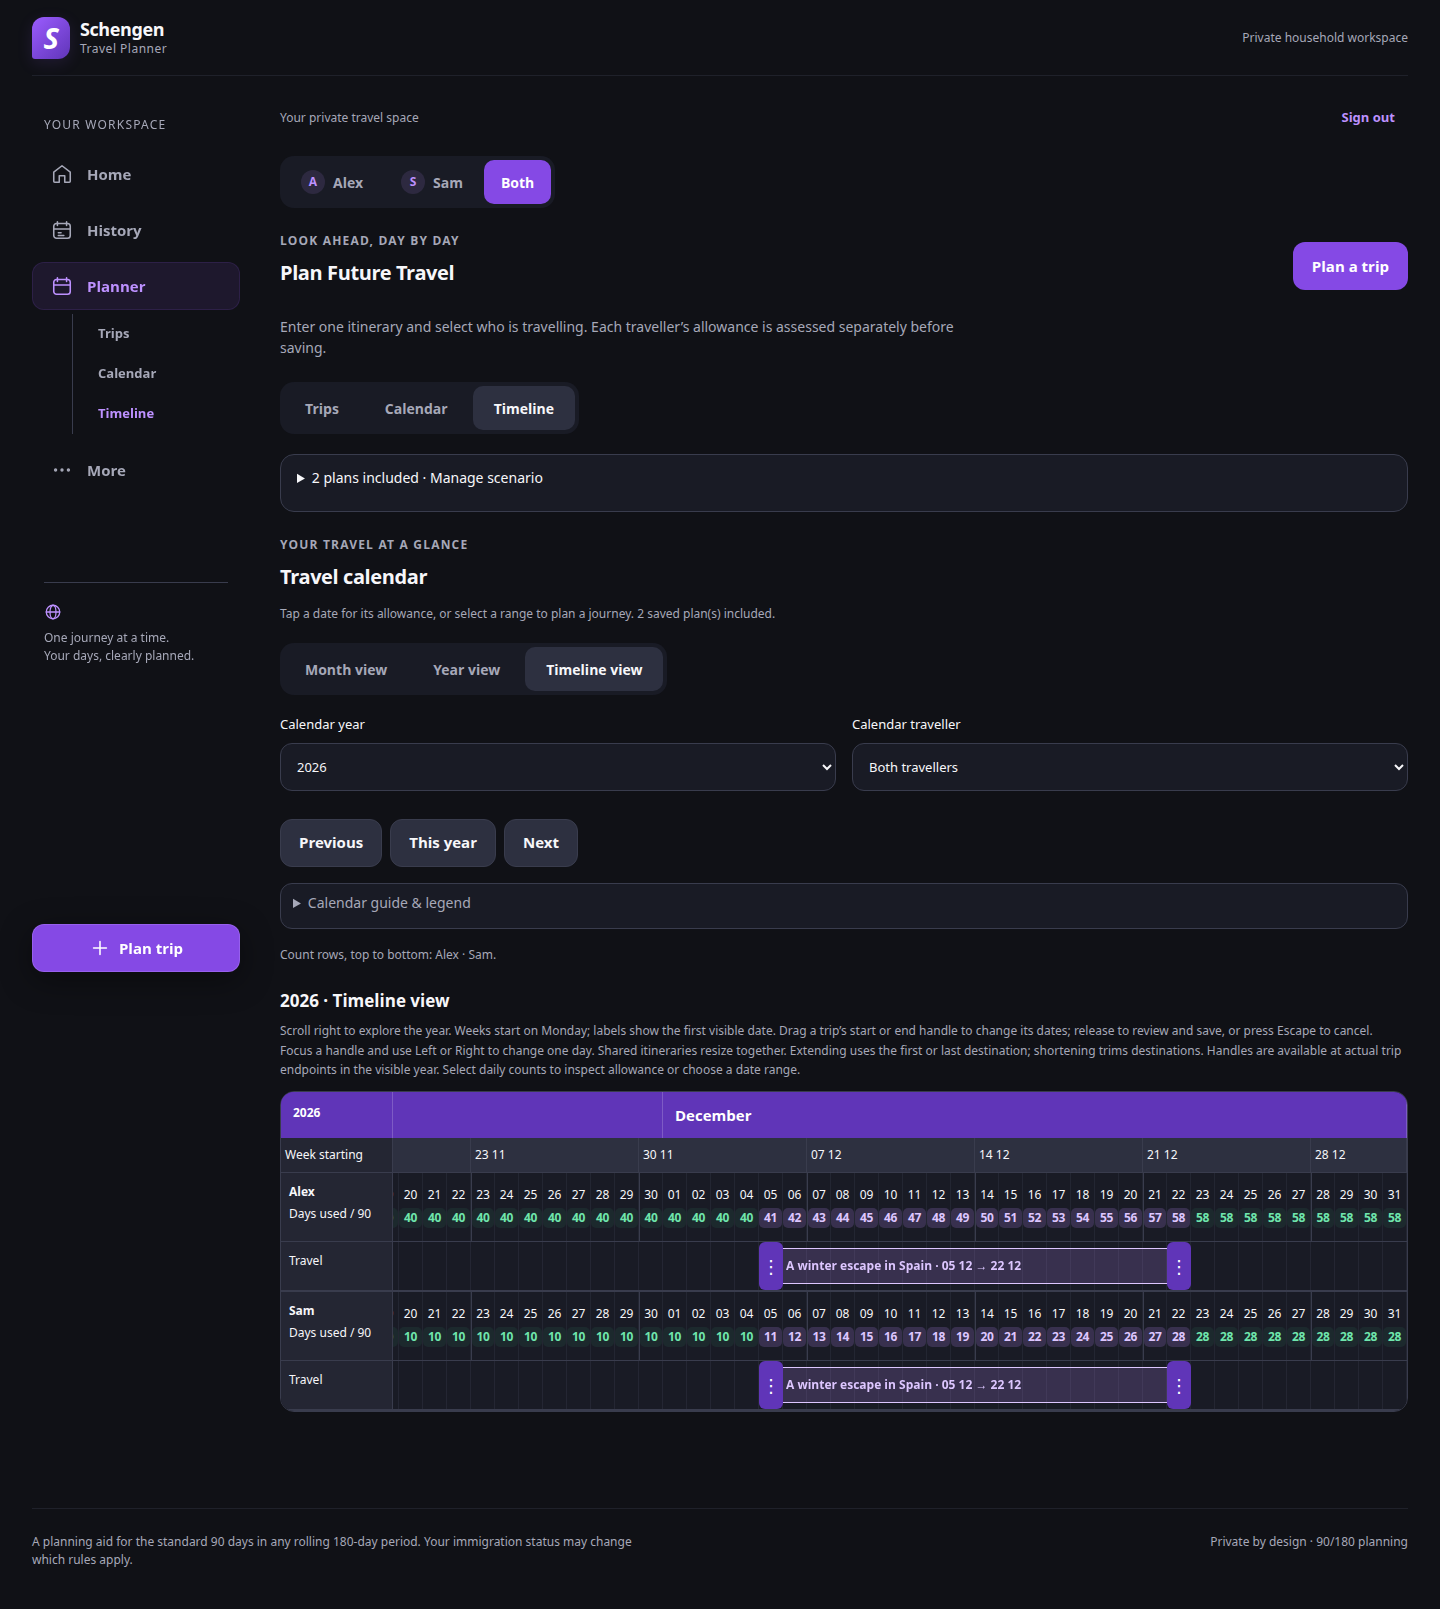 S
Schengen
Travel Planner
Private household workspace
YOUR WORKSPACE
Home
History
Planner
Trips
Calendar
Timeline
More
One journey at a time.
Your days, clearly planned.
Plan trip
Your private travel space
Sign out
A Alex S Sam Both
LOOK AHEAD, DAY BY DAY
Plan Future Travel
Plan a trip
Enter one itinerary and select who is travelling. Each traveller’s allowance is assessed separately before
saving.
Trips Calendar Timeline
2 plans included · Manage scenario
YOUR TRAVEL AT A GLANCE
Travel calendar
Tap a date for its allowance, or select a range to plan a journey. 2 saved plan(s) included.
Month view Year view Timeline view
Calendar year Calendar traveller
2026 Both travellers
Previous This year Next
Calendar guide & legend
Count rows, top to bottom: Alex · Sam.
2026 · Timeline view
Scroll right to explore the year. Weeks start on Monday; labels show the first visible date. Drag a trip’s start or end handle to change its dates; release to review and save, or press Escape to cancel.
Focus a handle and use Left or Right to change one day. Shared itineraries resize together. Extending uses the first or last destination; shortening trims destinations. Handles are available at actual trip
endpoints in the visible year. Select daily counts to inspect allowance or choose a date range.
2026 December
Week starting 23 11 30 11 07 12 14 12 21 12 28 12
Alex 20 21 22 23 24 25 26 27 28 29 30 01 02 03 04 05 06 07 08 09 10 11 12 13 14 15 16 17 18 19 20 21 22 23 24 25 26 27 28 29 30 31
Days used / 90 40 40 40 40 40 40 40 40 40 40 40 40 40 40 40 41 42 43 44 45 46 47 48 49 50 51 52 53 54 55 56 57 58 58 58 58 58 58 58 58 58 58
Travel A winter escape in Spain · 05 12 → 22 12
Sam 20 21 22 23 24 25 26 27 28 29 30 01 02 03 04 05 06 07 08 09 10 11 12 13 14 15 16 17 18 19 20 21 22 23 24 25 26 27 28 29 30 31
Days used / 90 10 10 10 10 10 10 10 10 10 10 10 10 10 10 10 11 12 13 14 15 16 17 18 19 20 21 22 23 24 25 26 27 28 28 28 28 28 28 28 28 28 28
Travel A winter escape in Spain · 05 12 → 22 12
A planning aid for the standard 90 days in any rolling 180-day period. Your immigration status may change
which rules apply.
Private by design · 90/180 planning